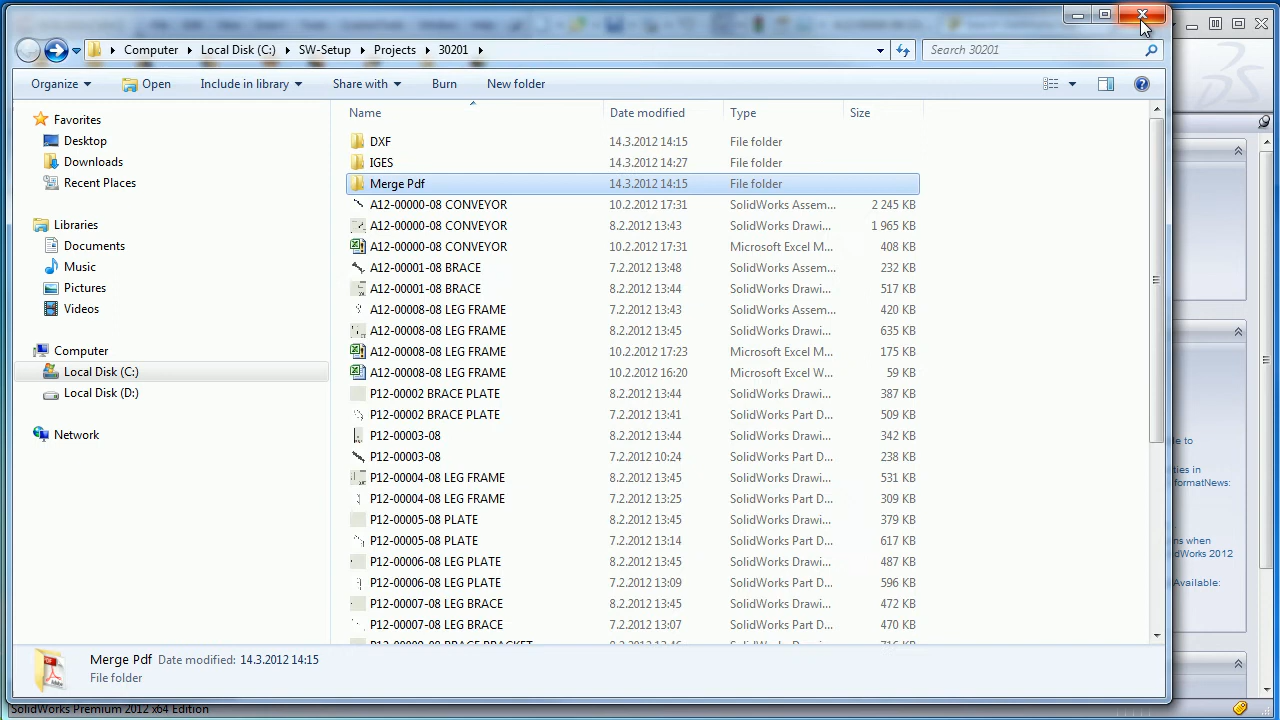 Computer ▸ Local Disk (C:) ▸ SW-Setup ▸ Projects ▸ 30201 ▸
Search 30201
Organize Open Include in library Share with Burn New folder
Name Date modified Type Size
Favorites
Desktop
Downloads
Recent Places
Libraries
Documents
Music
Pictures
Videos
Computer
Local Disk (C:)
Local Disk (D:)
Network
DXF 14.3.2012 14:15 File folder
IGES 14.3.2012 14:27 File folder
Merge Pdf 14.3.2012 14:15 File folder
A12-00000-08 CONVEYOR 10.2.2012 17:31 SolidWorks Assem... 2 245 KB
A12-00000-08 CONVEYOR 8.2.2012 13:43 SolidWorks Drawi... 1 965 KB
A12-00000-08 CONVEYOR 10.2.2012 17:31 Microsoft Excel M... 408 KB
A12-00001-08 BRACE 7.2.2012 13:48 SolidWorks Assem... 232 KB
A12-00001-08 BRACE 8.2.2012 13:44 SolidWorks Drawi... 517 KB
A12-00008-08 LEG FRAME 7.2.2012 13:43 SolidWorks Assem... 420 KB
A12-00008-08 LEG FRAME 8.2.2012 13:45 SolidWorks Drawi... 635 KB
A12-00008-08 LEG FRAME 10.2.2012 17:23 Microsoft Excel M... 175 KB
A12-00008-08 LEG FRAME 10.2.2012 16:20 Microsoft Excel W... 59 KB
P12-00002 BRACE PLATE 8.2.2012 13:44 SolidWorks Drawi... 387 KB
P12-00002 BRACE PLATE 7.2.2012 13:41 SolidWorks Part D... 509 KB
P12-00003-08 8.2.2012 13:44 SolidWorks Drawi... 342 KB
P12-00003-08 7.2.2012 10:24 SolidWorks Part D... 238 KB
P12-00004-08 LEG FRAME 8.2.2012 13:45 SolidWorks Drawi... 531 KB
P12-00004-08 LEG FRAME 7.2.2012 13:25 SolidWorks Part D... 309 KB
P12-00005-08 PLATE 8.2.2012 13:45 SolidWorks Drawi... 379 KB
P12-00005-08 PLATE 7.2.2012 13:14 SolidWorks Part D... 617 KB
P12-00006-08 LEG PLATE 8.2.2012 13:45 SolidWorks Drawi... 487 KB
P12-00006-08 LEG PLATE 7.2.2012 13:09 SolidWorks Part D... 596 KB
P12-00007-08 LEG BRACE 8.2.2012 13:45 SolidWorks Drawi... 472 KB
P12-00007-08 LEG BRACE 7.2.2012 13:07 SolidWorks Part D... 470 KB
Merge Pdf Date modified: 14.3.2012 14:15
File folder
e to
ties in
formatNews:
ns when
dWorks 2012
Available:
SolidWorks Premium 2012 x64 Edition